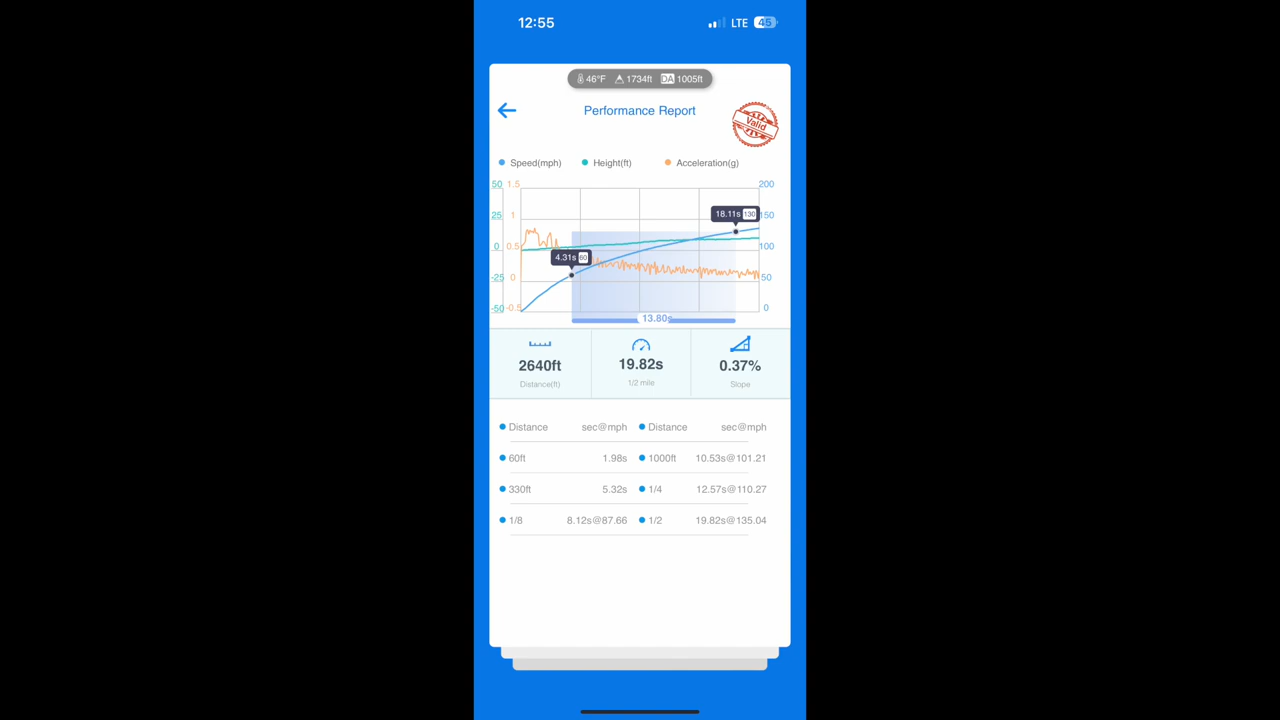 12:55 LTE 45
46°F 1734ft DA 1005ft
Performance Report
Valid
Speed(mph) Height(ft) Acceleration(g)
50 1.5 200
18.11s 130
25 1 150
0 0.5 100
4.31s 60
-25 0 50
-50 -0.5 0
13.80s
2640ft 19.82s 0.37%
Distance(ft) 1/2 mile Slope
Distance sec@mph Distance sec@mph
60ft 1.98s 1000ft 10.53s@101.21
330ft 5.32s 1/4 12.57s@110.27
1/8 8.12s@87.66 1/2 19.82s@135.04